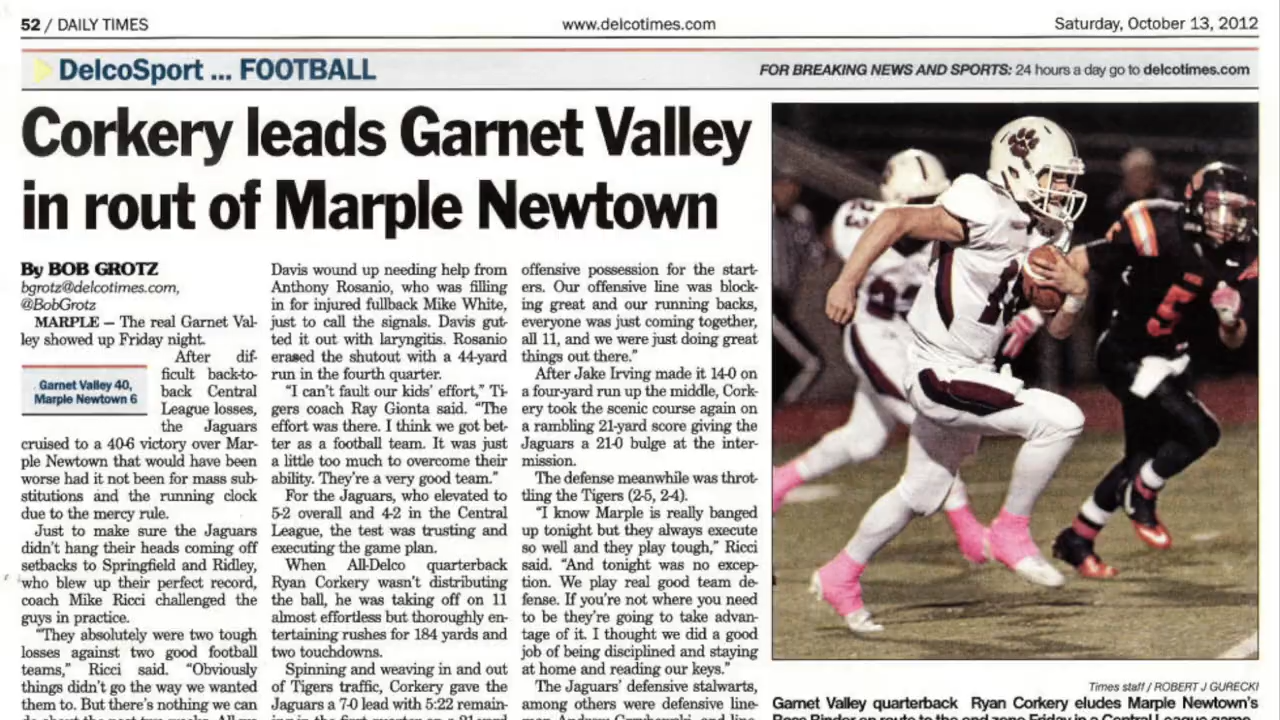 52 / DAILY TIMES
www.delcotimes.com
Saturday, October 13, 2012
DelcoSport ... FOOTBALL
FOR BREAKING NEWS AND SPORTS: 24 hours a day go to delcotimes.com
Corkery leads Garnet Valley
in rout of Marple Newtown
By BOB GROTZ
bgrotz@delcotimes.com,
@BobGrotz
MARPLE — The real Garnet Val-
ley showed up Friday night.
After dif-
ficult back-to-
back Central
League losses,
the Jaguars
Garnet Valley 40,
Marple Newtown 6
cruised to a 40-6 victory over Mar-
ple Newtown that would have been
worse had it not been for mass sub-
stitutions and the running clock
due to the mercy rule.
Just to make sure the Jaguars
didn't hang their heads coming off
setbacks to Springfield and Ridley,
who blew up their perfect record,
coach Mike Ricci challenged the
guys in practice.
"They absolutely were two tough
losses against two good football
teams," Ricci said. "Obviously
things didn't go the way we wanted
them to. But there's nothing we can
Davis wound up needing help from
Anthony Rosanio, who was filling
in for injured fullback Mike White,
just to call the signals. Davis gut-
ted it out with laryngitis. Rosanio
erased the shutout with a 44-yard
run in the fourth quarter.
"I can't fault our kids' effort," Ti-
gers coach Ray Gionta said. "The
effort was there. I think we got bet-
ter as a football team. It was just
a little too much to overcome their
ability. They're a very good team."
For the Jaguars, who elevated to
5-2 overall and 4-2 in the Central
League, the test was trusting and
executing the game plan.
When All-Delco quarterback
Ryan Corkery wasn't distributing
the ball, he was taking off on 11
almost effortless but thoroughly en-
tertaining rushes for 184 yards and
two touchdowns.
Spinning and weaving in and out
of Tigers traffic, Corkery gave the
Jaguars a 7-0 lead with 5:22 remain-
offensive possession for the start-
ers. Our offensive line was block-
ing great and our running backs,
everyone was just coming together,
all 11, and we were just doing great
things out there."
After Jake Irving made it 14-0 on
a four-yard run up the middle, Cork-
ery took the scenic course again on
a rambling 21-yard score giving the
Jaguars a 21-0 bulge at the inter-
mission.
The defense meanwhile was throt-
tling the Tigers (2-5, 2-4).
"I know Marple is really banged
up tonight but they always execute
so well and they play tough," Ricci
said. "And tonight was no excep-
tion. We play real good team de-
fense. If you're not where you need
to be they're going to take advan-
tage of it. I thought we did a good
job of being disciplined and staying
at home and reading our keys."
The Jaguars' defensive stalwarts,
among others were defensive line-
33
5
Times staff / ROBERT J GURECKI
Garnet Valley quarterback Ryan Corkery eludes Marple Newtown's